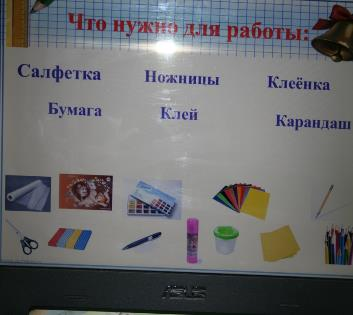 Что нужно для работы:
Салфетка Ножницы Клеёнка
Бумага Клей Карандаш
ASUS